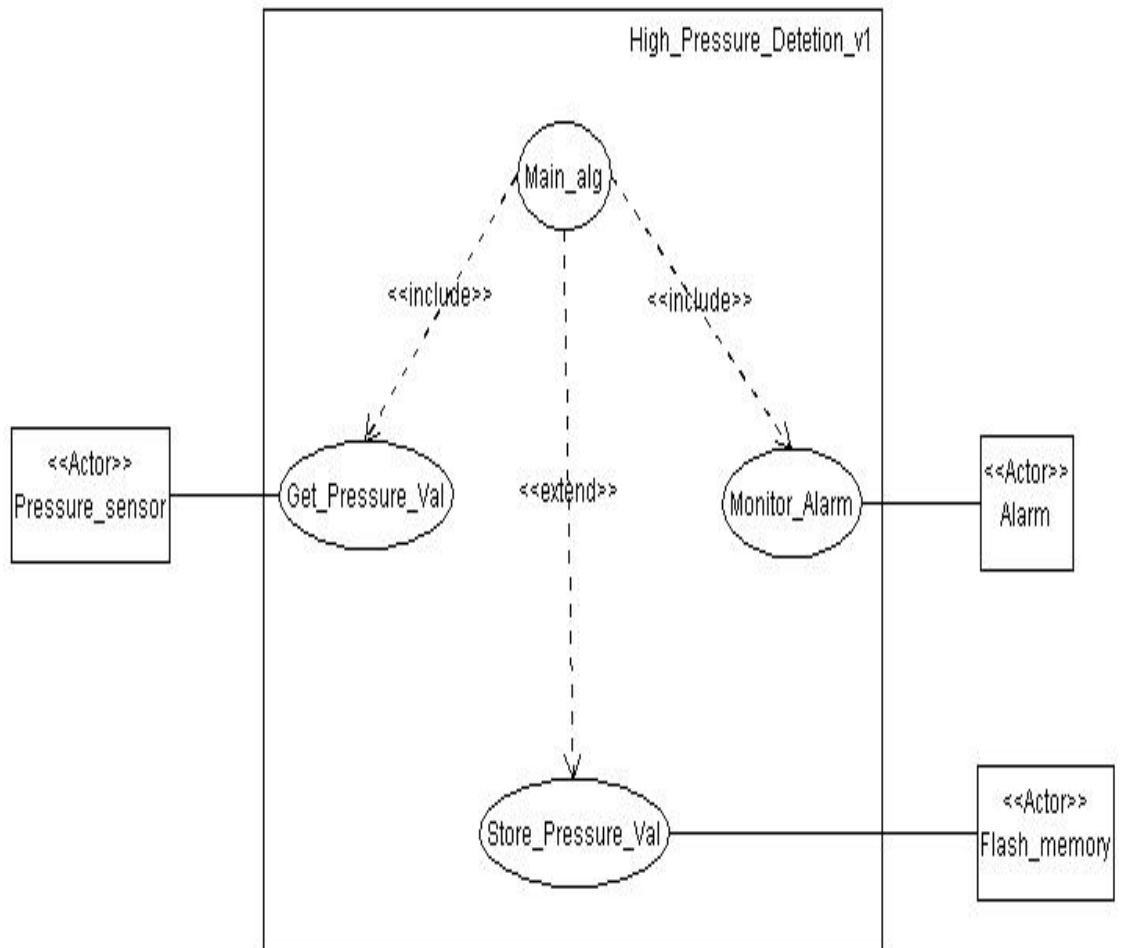 High_Pressure_Detetion_v1
Main_alg
<<include>>
<<include>>
<<Actor>>
Pressure_sensor
Get_Pressure_Val
<<extend>>
Monitor_Alarm
<<Actor>>
Alarm
Store_Pressure_Val
<<Actor>>
Flash_memory